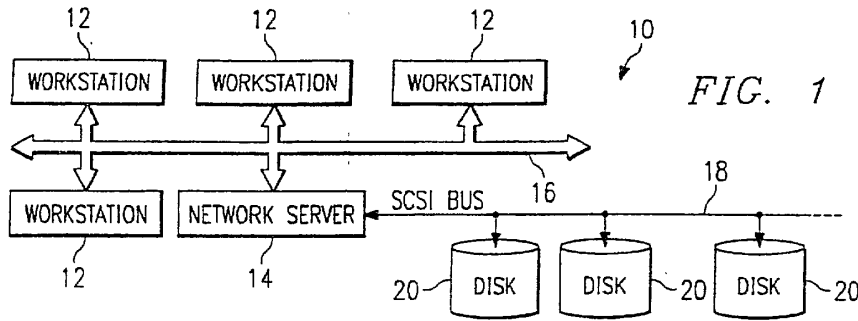 12 12 12 10
WORKSTATION WORKSTATION WORKSTATION
FIG. 1
16
WORKSTATION NETWORK SERVER SCSI BUS 18
12 14
20 DISK DISK 20 DISK 20